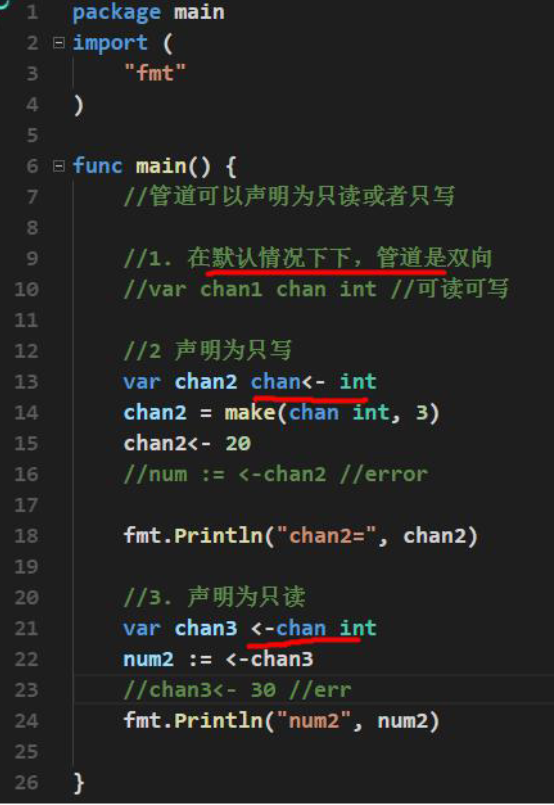 1 package main
2 import (
3     "fmt"
4 )
5
6 func main() {
7     //管道可以声明为只读或者只写
8
9     //1. 在默认情况下下，管道是双向
10     //var chan1 chan int //可读可写
11
12     //2 声明为只写
13     var chan2 chan<- int
14     chan2 = make(chan int, 3)
15     chan2<- 20
16     //num := <-chan2 //error
17
18     fmt.Println("chan2=", chan2)
19
20     //3. 声明为只读
21     var chan3 <-chan int
22     num2 := <-chan3
23     //chan3<- 30 //err
24     fmt.Println("num2", num2)
25
26 }